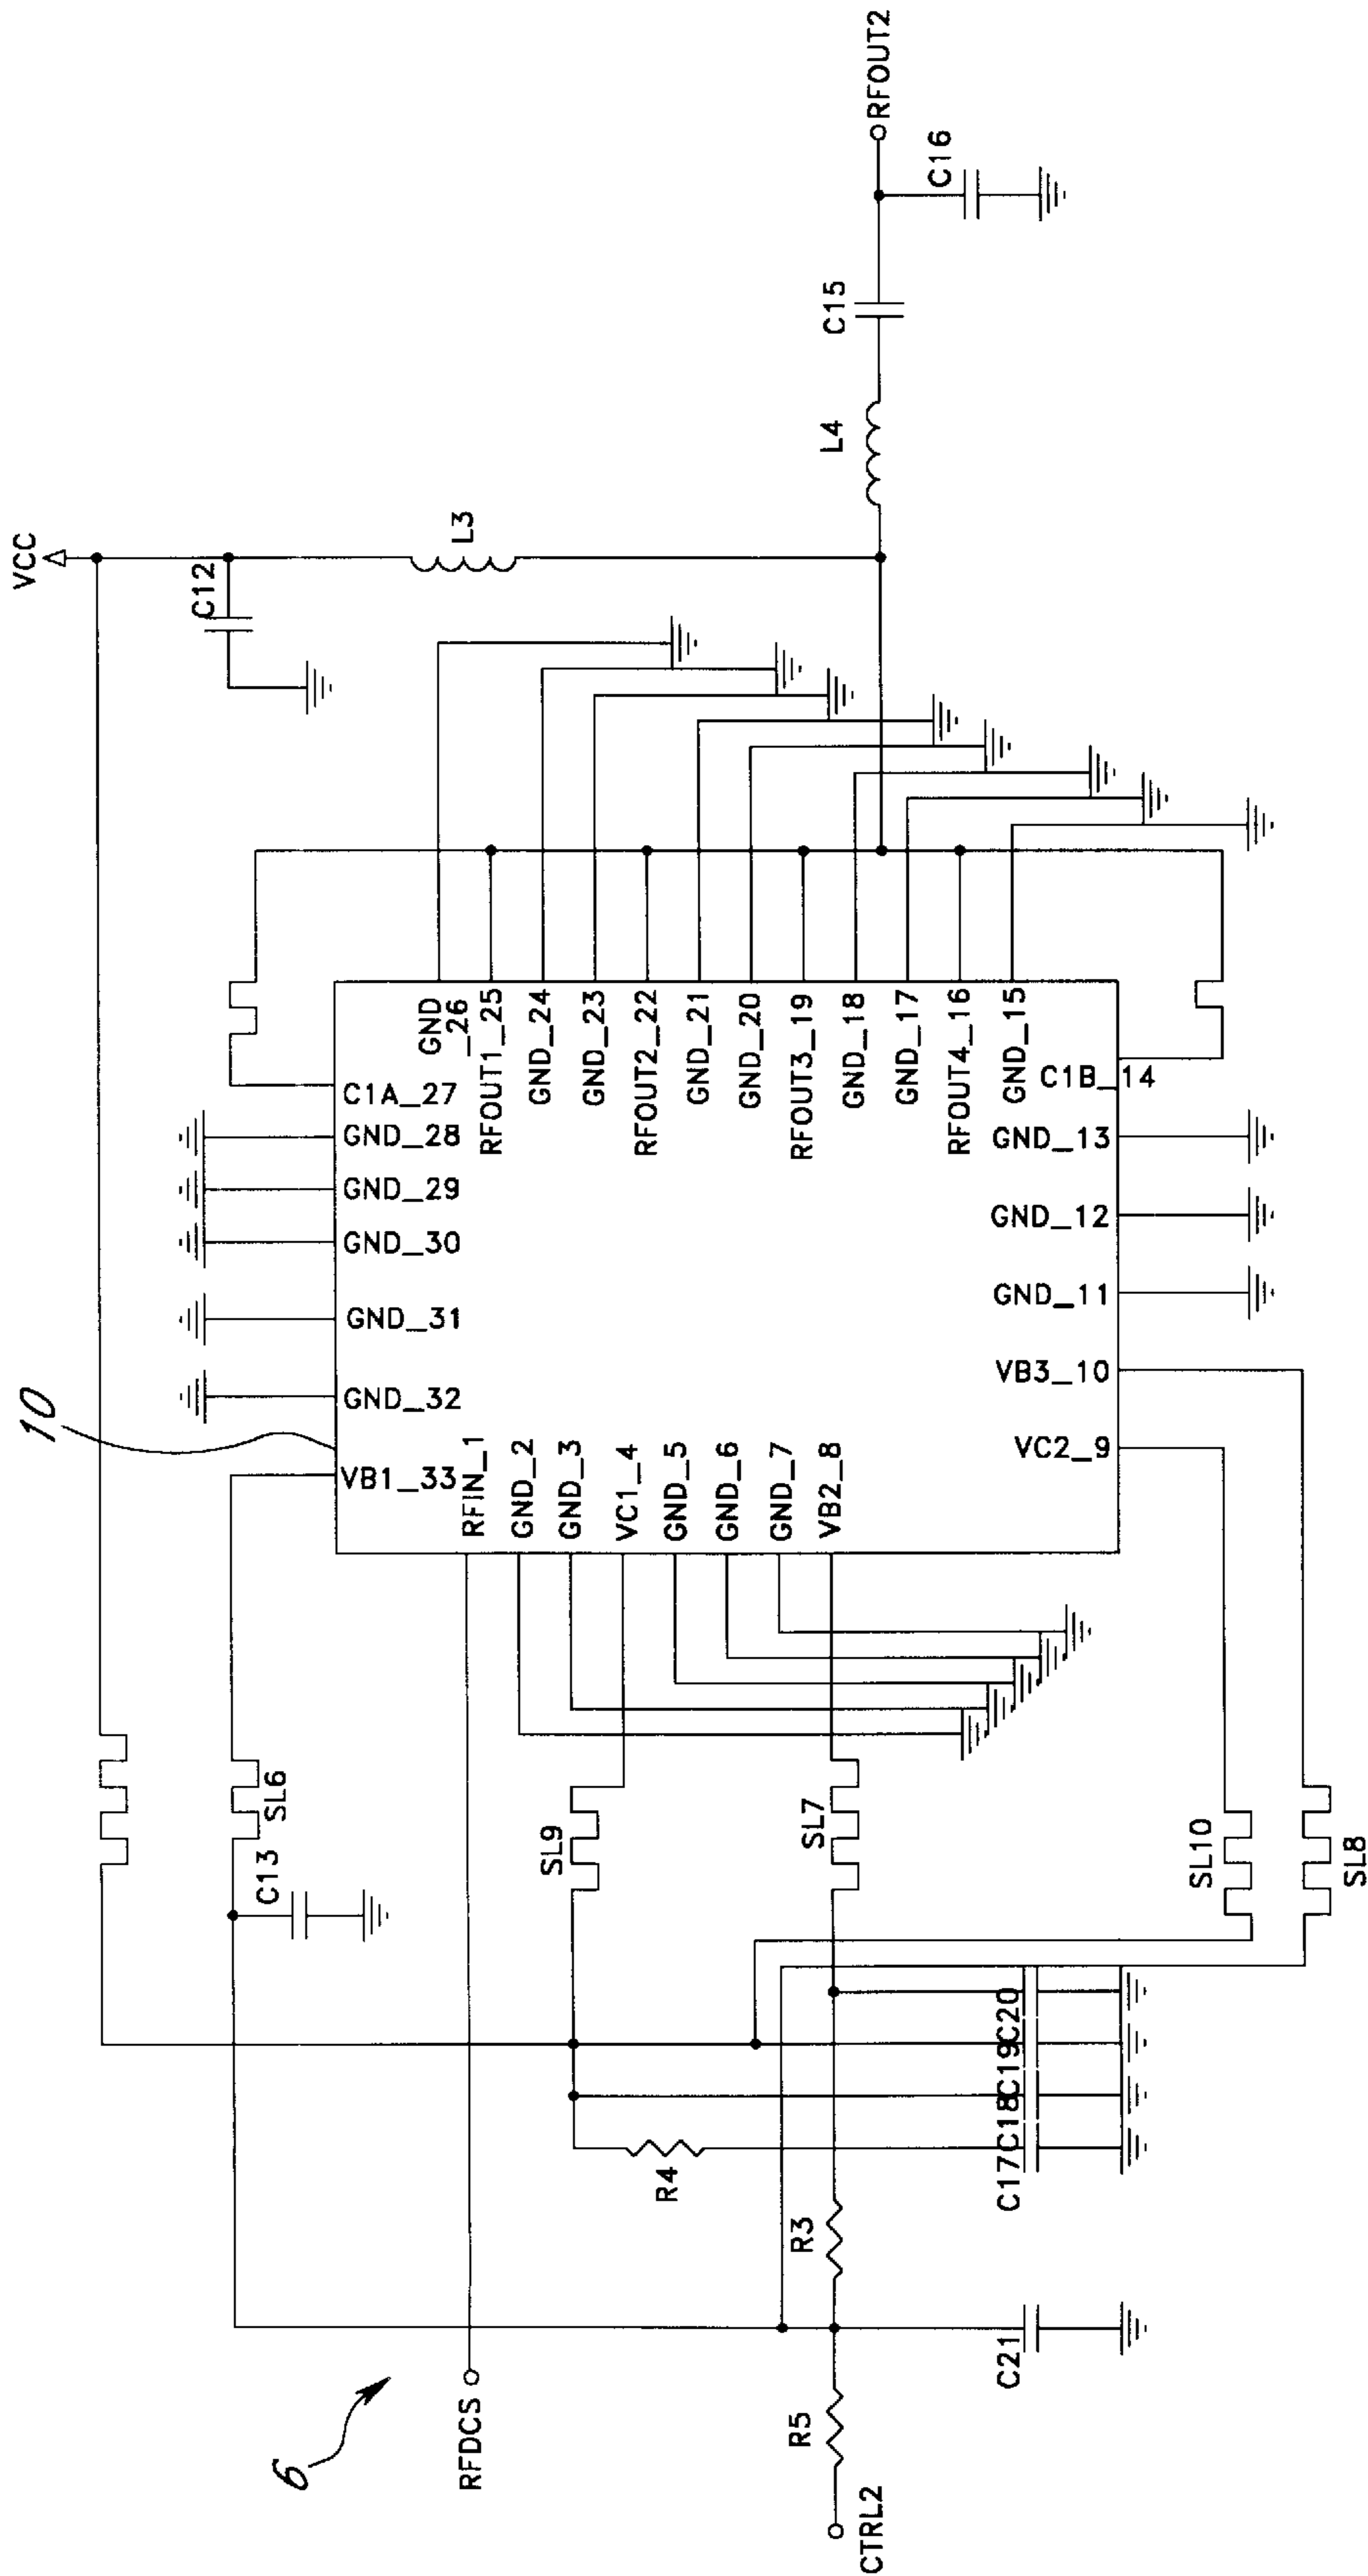 VCC
C12
L3
L4
C15
C16
RFOUT2
10
C1A_27
GND_28
GND_29
GND_30
GND_31
GND_32
VB1_33
GND
_26
RFOUT1_25
GND_24
GND_23
RFOUT2_22
GND_21
GND_20
RFOUT3_19
GND_18
GND_17
RFOUT4_16
GND_15
C1B_14
GND_13
GND_12
GND_11
VB3_10
VC2_9
RFIN_1
GND_2
GND_3
VC1_4
GND_5
GND_6
GND_7
VB2_8
SL6
C13
SL9
SL7
SL10
SL8
C20
C19
C18
C17
R4
R3
C21
R5
6
RFDCS
CTRL2